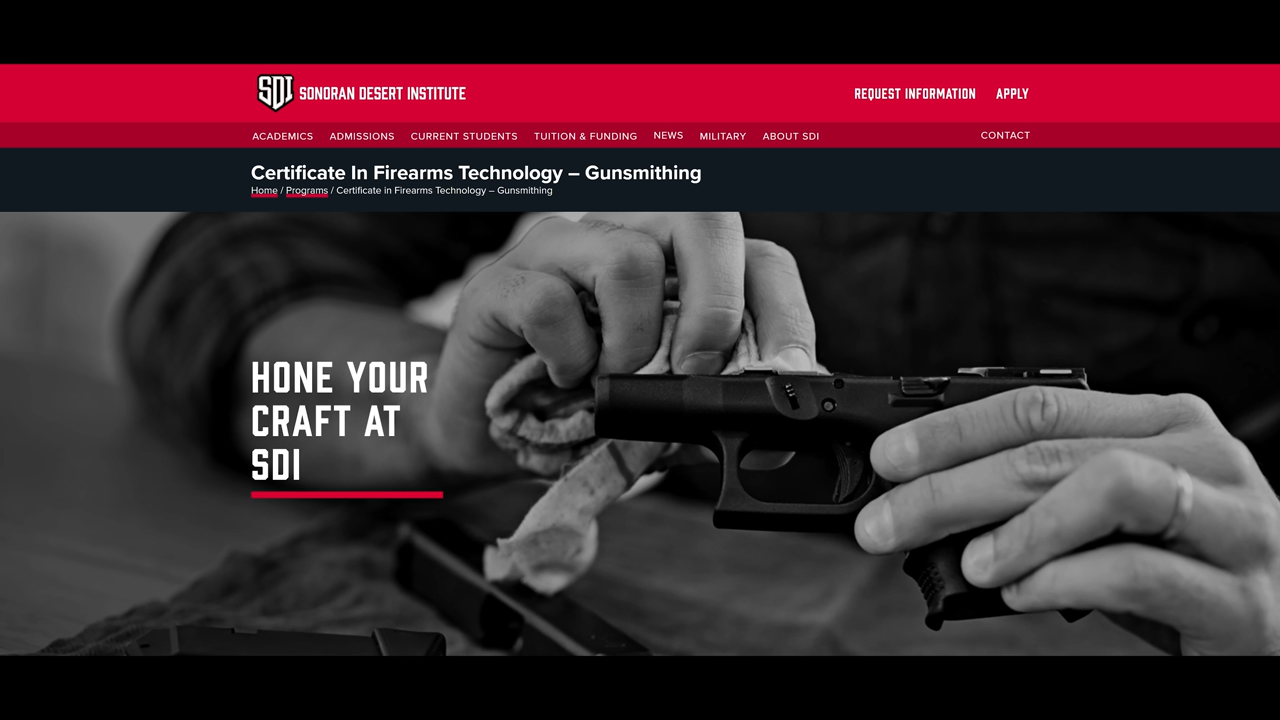 SDI SONORAN DESERT INSTITUTE
REQUEST INFORMATION APPLY
ACADEMICS ADMISSIONS CURRENT STUDENTS TUITION & FUNDING NEWS MILITARY ABOUT SDI CONTACT
Certificate In Firearms Technology – Gunsmithing
Home / Programs / Certificate in Firearms Technology – Gunsmithing
HONE YOUR
CRAFT AT
SDI